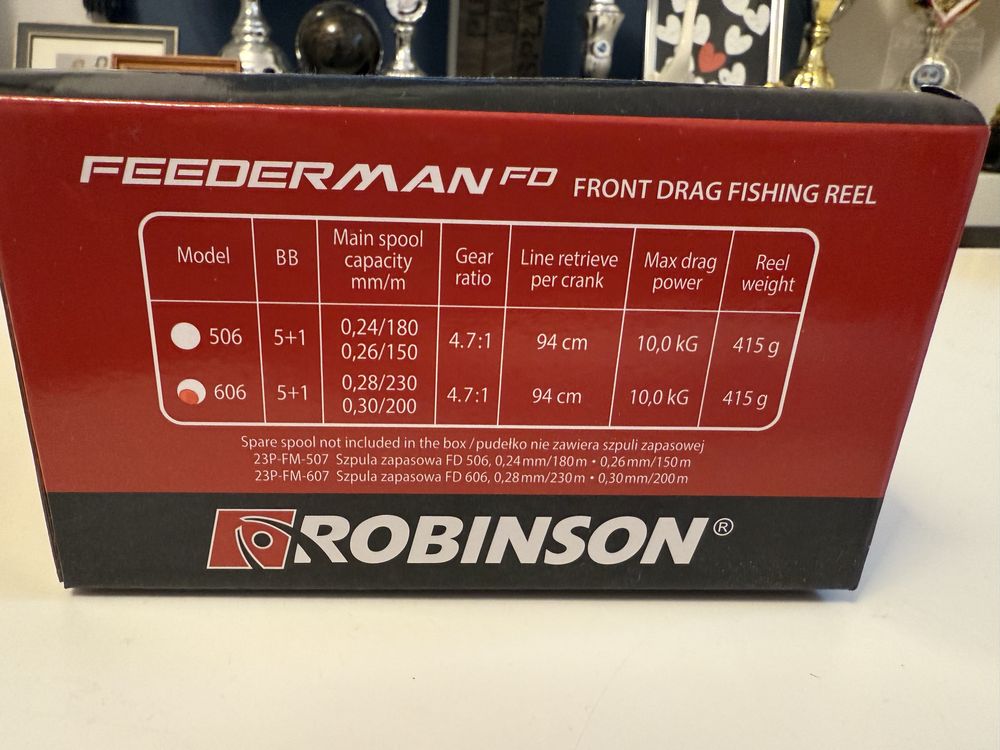 FEEDERMAN FD FRONT DRAG FISHING REEL
Model BB Main spool capacity mm/m Gear ratio Line retrieve per crank Max drag power Reel weight
506 5+1 0,24/180 0,26/150 4.7:1 94 cm 10,0 kG 415 g
606 5+1 0,28/230 0,30/200 4.7:1 94 cm 10,0 kG 415 g
Spare spool not included in the box / pudełko nie zawiera szpuli zapasowej
23P-FM-507 Szpula zapasowa FD 506, 0,24mm/180m • 0,26mm/150m
23P-FM-607 Szpula zapasowa FD 606, 0,28mm/230m • 0,30mm/200m
ROBINSON®